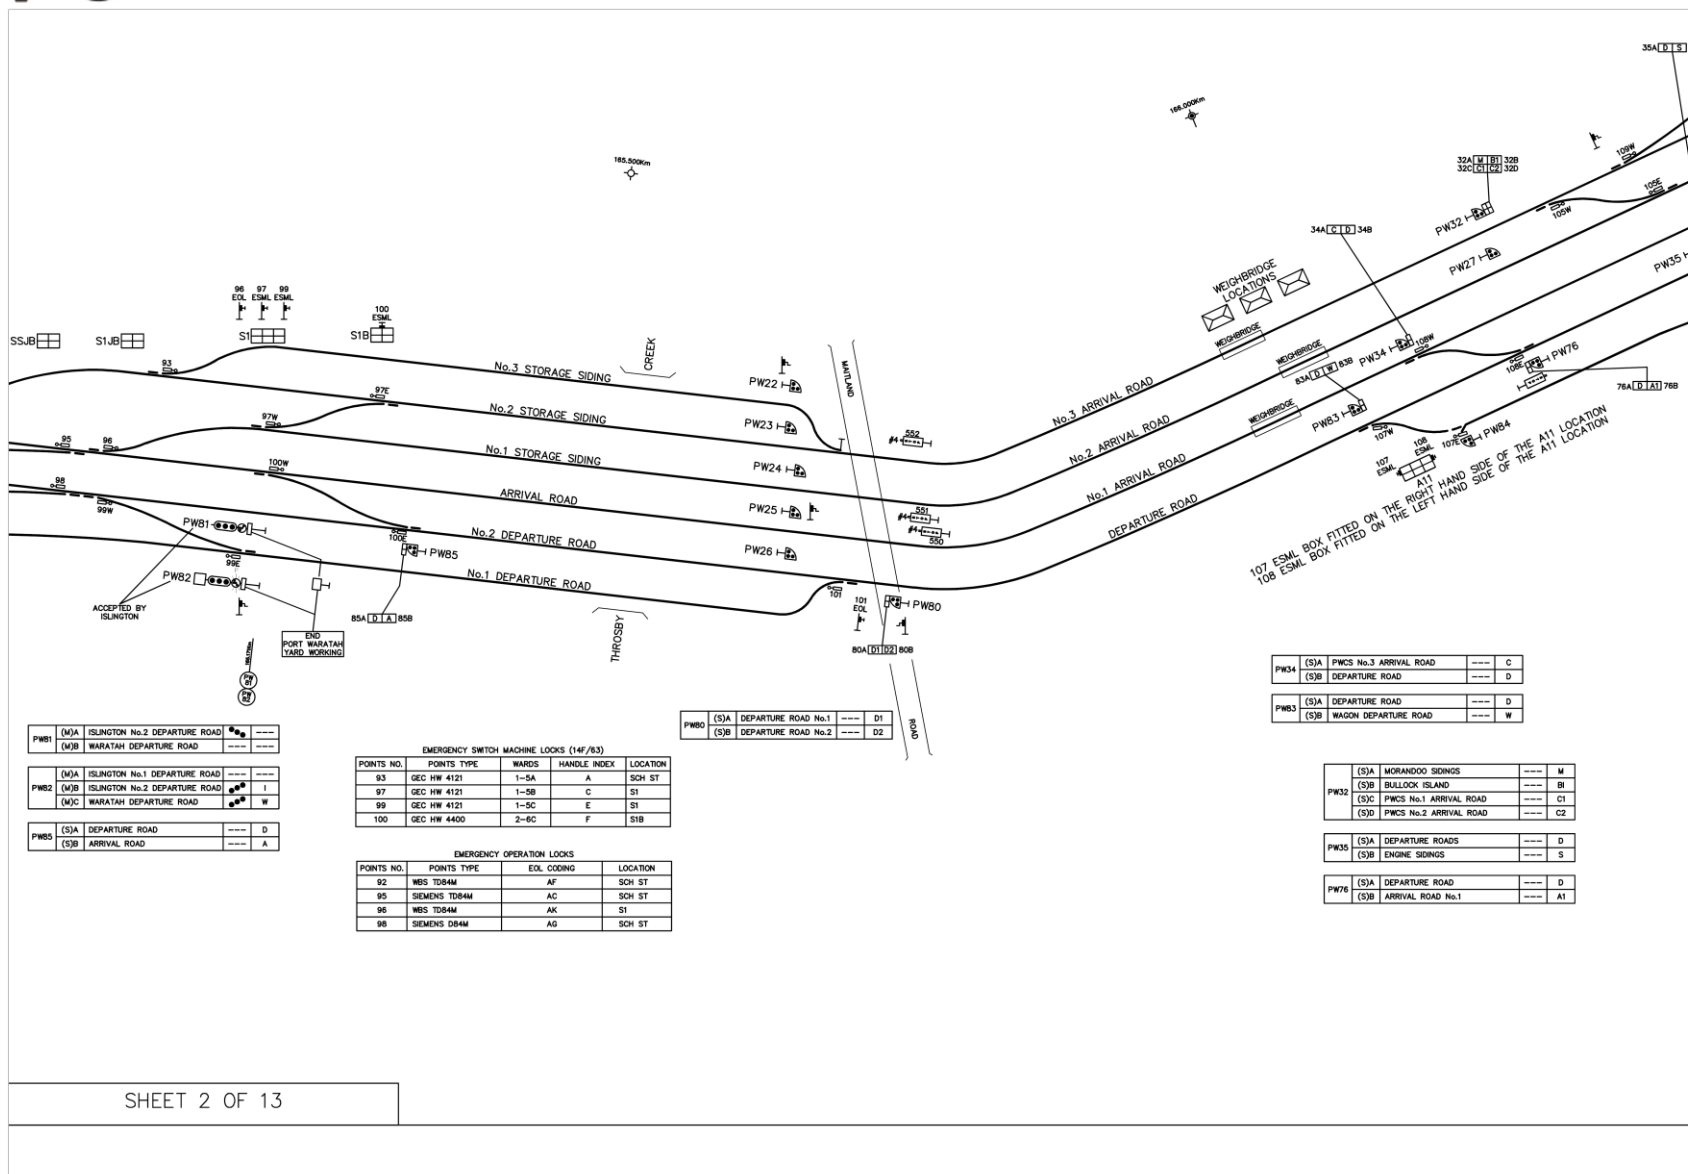 165.500Km
166.000Km
35A D S
109W
105E
105W
32A M B1 32B
32C C1 C2 32D
PW32
34A C D 34B
PW27
PW35
WEIGHBRIDGE
LOCATIONS
WEIGHBRIDGE
WEIGHBRIDGE
WEIGHBRIDGE
96
EOL
97
ESML
99
ESML
100
ESML
SSJB
S1JB
S1
S1B
93
97E
97W
95
96
98
99W
100W
100E
99E
CREEK
No.3 STORAGE SIDING
No.2 STORAGE SIDING
No.1 STORAGE SIDING
ARRIVAL ROAD
No.2 DEPARTURE ROAD
No.1 DEPARTURE ROAD
PW22
PW23
PW24
PW25
PW26
MAITLAND
ROAD
#4 552
#4 551
#4 550
No.3 ARRIVAL ROAD
No.2 ARRIVAL ROAD
No.1 ARRIVAL ROAD
DEPARTURE ROAD
PW34
108W
83A D W 83B
PW83
107W
108E
PW76
76A D A1 76B
107E
PW84
107
ESML
108
ESML
A11
107 ESML BOX FITTED ON THE RIGHT HAND SIDE OF THE A11 LOCATION
108 ESML BOX FITTED ON THE LEFT HAND SIDE OF THE A11 LOCATION
PW81
PW82
ACCEPTED BY
ISLINGTON
END
PORT WARATAH
YARD WORKING
PW85
85A D A 85B
THROSBY
101
101
EOL
PW80
80A D1 D2 80B
PW
81
PW
82
PW81 (M)A ISLINGTON No.2 DEPARTURE ROAD ---
(M)B WARATAH DEPARTURE ROAD --- ---
PW82 (M)A ISLINGTON No.1 DEPARTURE ROAD --- ---
(M)B ISLINGTON No.2 DEPARTURE ROAD I
(M)C WARATAH DEPARTURE ROAD W
PW85 (S)A DEPARTURE ROAD --- D
(S)B ARRIVAL ROAD --- A
EMERGENCY SWITCH MACHINE LOCKS (14F/63)
POINTS NO. POINTS TYPE WARDS HANDLE INDEX LOCATION
93 GEC HW 4121 1-5A A SCH ST
97 GEC HW 4121 1-5B C S1
99 GEC HW 4121 1-5C E S1
100 GEC HW 4400 2-6C F S1B
EMERGENCY OPERATION LOCKS
POINTS NO. POINTS TYPE EOL CODING LOCATION
92 WBS TD84M AF SCH ST
95 SIEMENS TD84M AC SCH ST
96 WBS TD84M AK S1
98 SIEMENS D84M AG SCH ST
PW80 (S)A DEPARTURE ROAD No.1 --- D1
(S)B DEPARTURE ROAD No.2 --- D2
PW34 (S)A PWCS No.3 ARRIVAL ROAD --- C
(S)B DEPARTURE ROAD --- D
PW83 (S)A DEPARTURE ROAD --- D
(S)B WAGON DEPARTURE ROAD --- W
PW32 (S)A MORANDOO SIDINGS --- M
(S)B BULLOCK ISLAND --- BI
(S)C PWCS No.1 ARRIVAL ROAD --- C1
(S)D PWCS No.2 ARRIVAL ROAD --- C2
PW35 (S)A DEPARTURE ROADS --- D
(S)B ENGINE SIDINGS --- S
PW76 (S)A DEPARTURE ROAD --- D
(S)B ARRIVAL ROAD No.1 --- A1
SHEET 2 OF 13